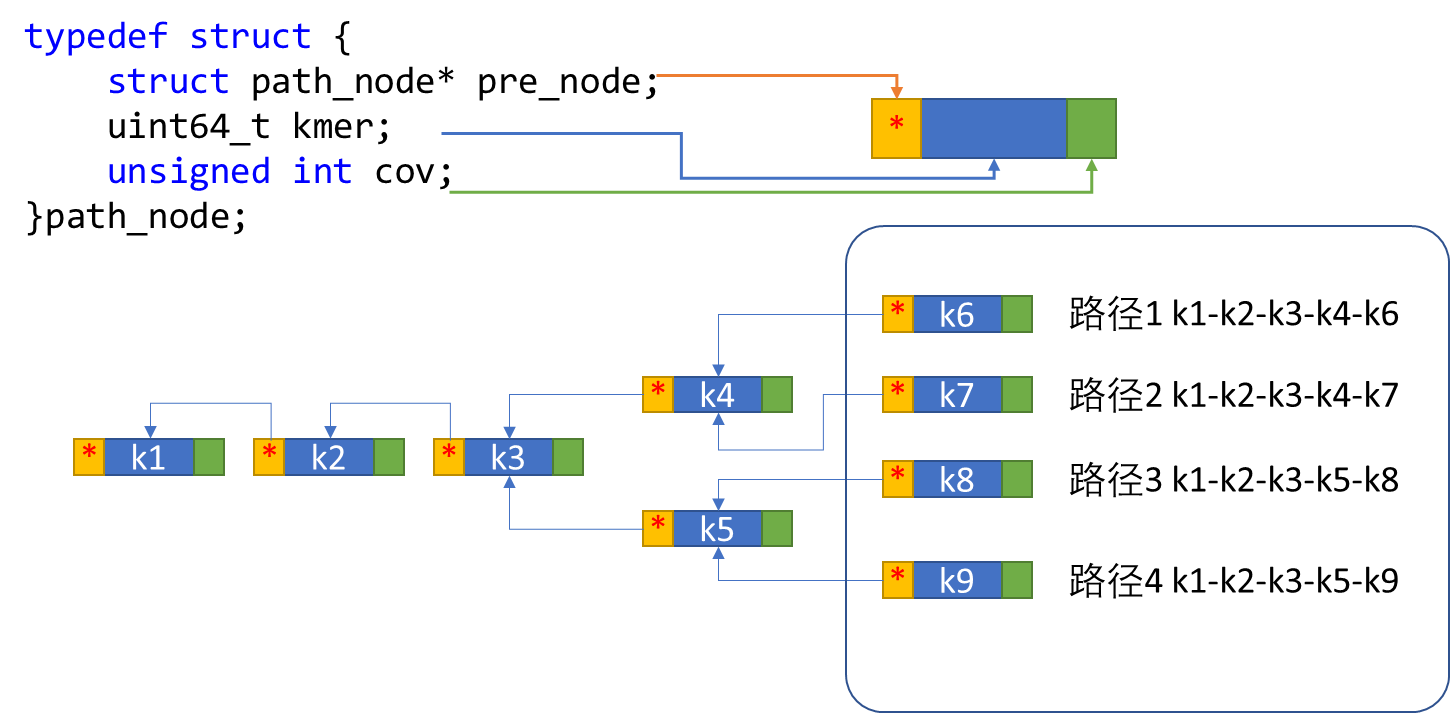 typedef struct {
struct path_node* pre_node;
uint64_t kmer;
unsigned int cov;
}path_node;
*
* k6 路径1 k1-k2-k3-k4-k6
* k4 * k7 路径2 k1-k2-k3-k4-k7
* k1 * k2 * k3
* k8 路径3 k1-k2-k3-k5-k8
* k5
* k9 路径4 k1-k2-k3-k5-k9